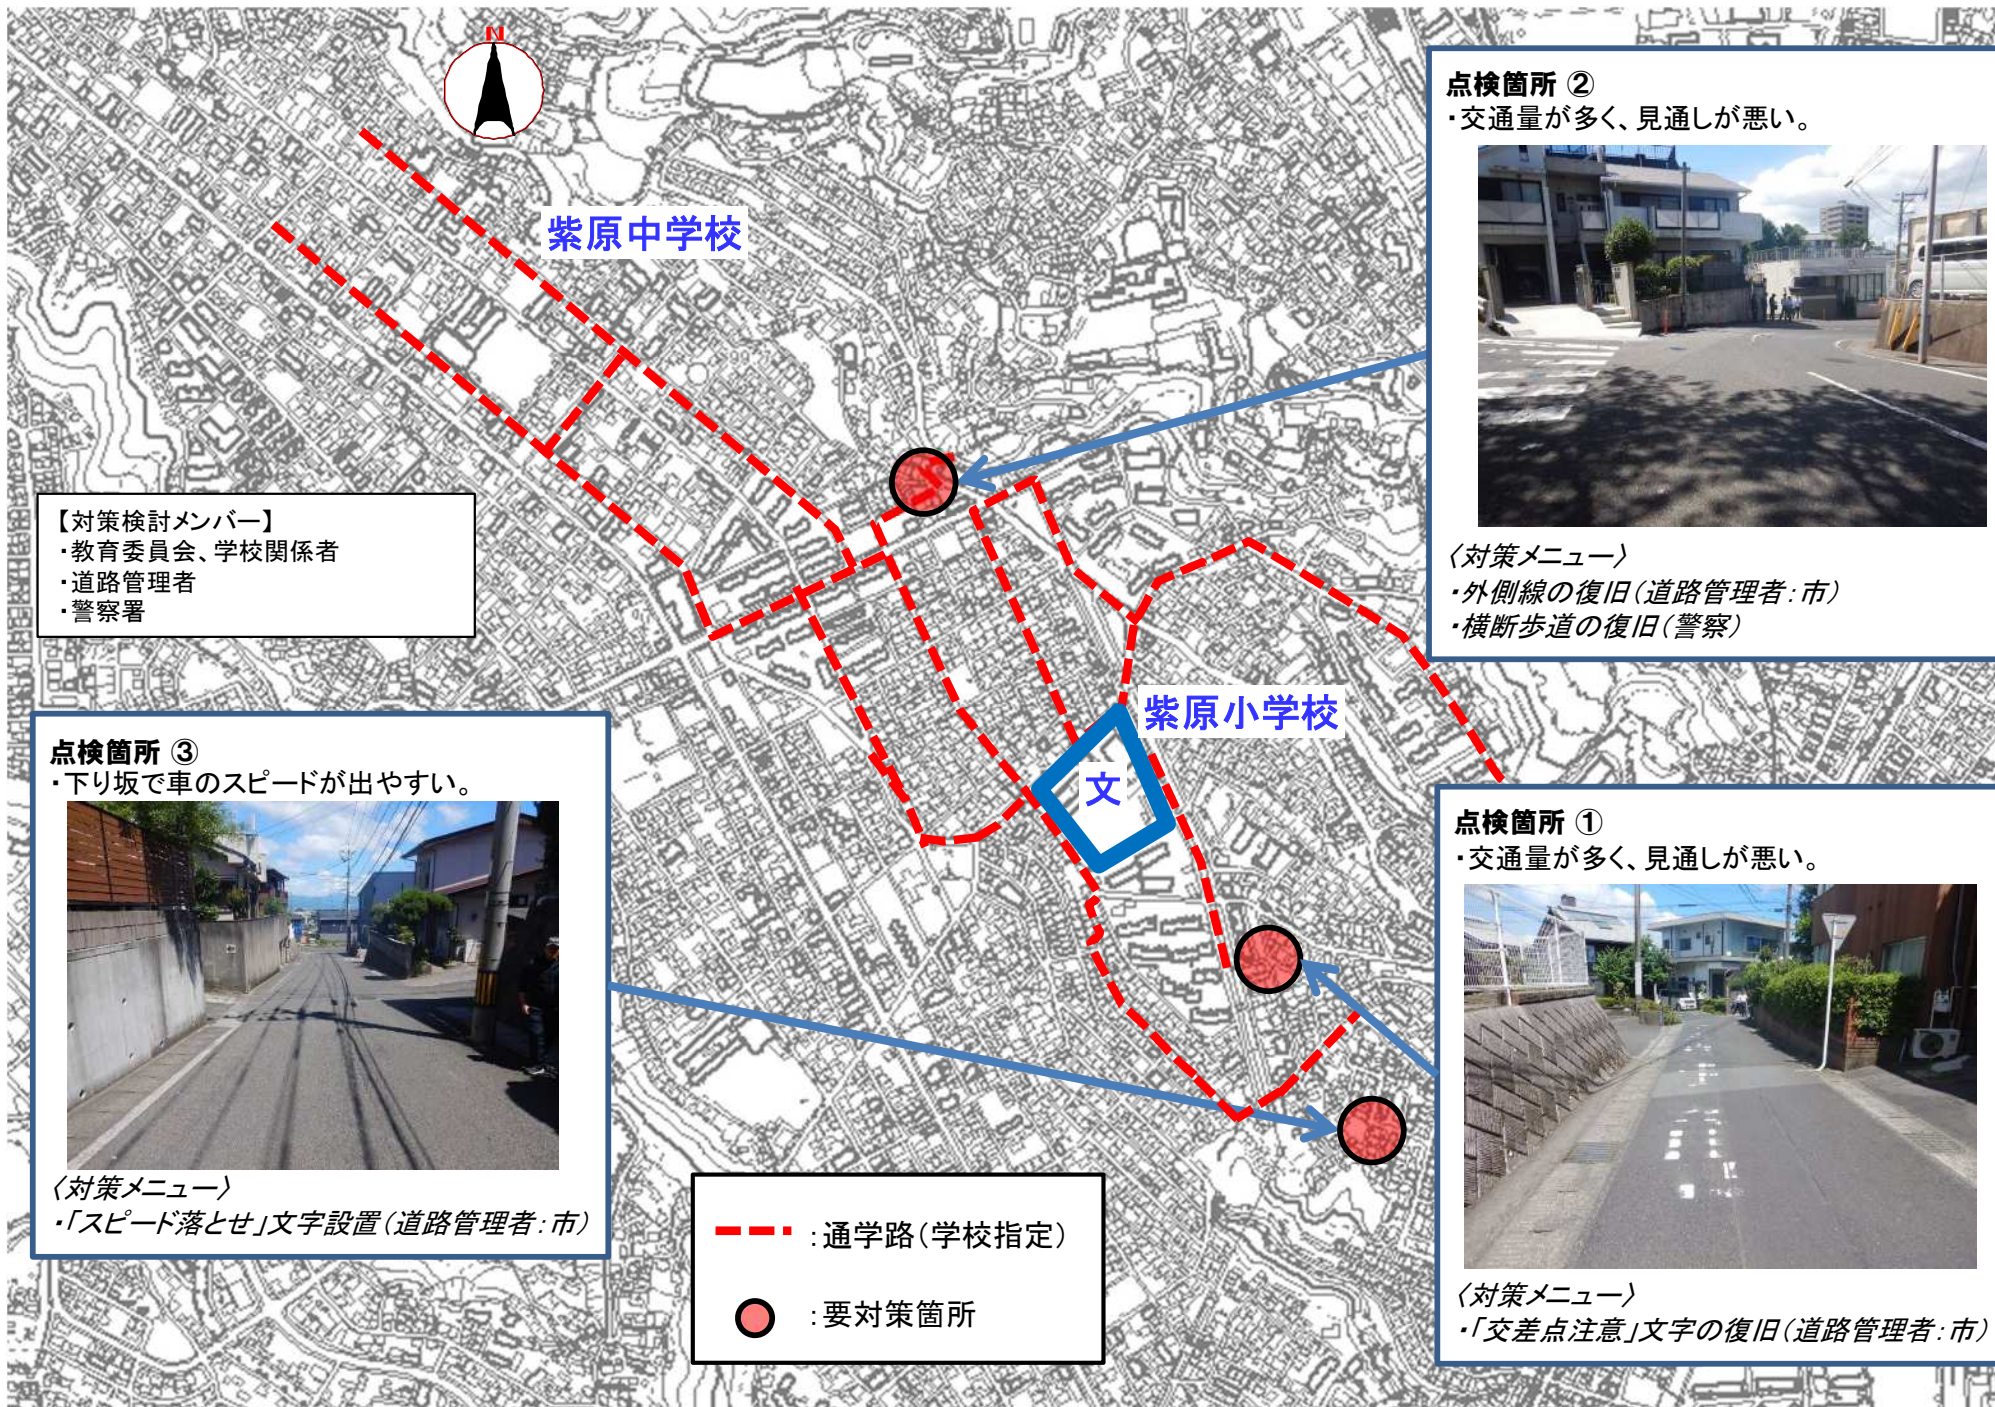 N
紫原中学校
点検箇所 ②
・交通量が多く、見通しが悪い。
〈対策メニュー〉
・外側線の復旧(道路管理者:市)
・横断歩道の復旧(警察)
【対策検討メンバー】
・教育委員会、学校関係者
・道路管理者
・警察署
紫原小学校
文
点検箇所 ③
・下り坂で車のスピードが出やすい。
〈対策メニュー〉
・「スピード落とせ」文字設置(道路管理者:市)
点検箇所 ①
・交通量が多く、見通しが悪い。
〈対策メニュー〉
・「交差点注意」文字の復旧(道路管理者:市)
:通学路(学校指定)
:要対策箇所